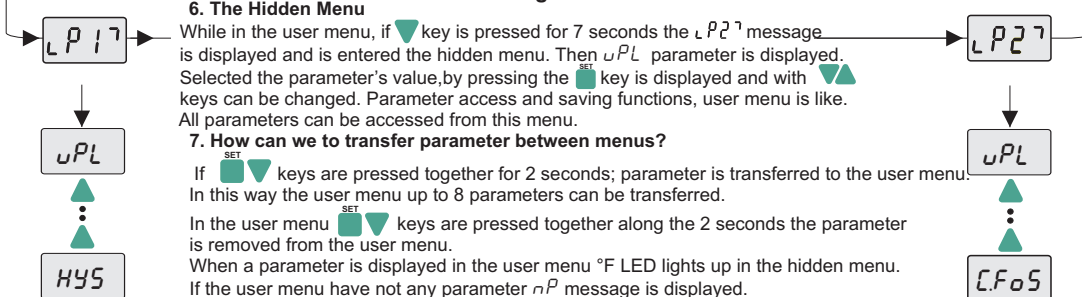 6. The Hidden Menu
While in the user menu, if key is pressed for 7 seconds the ㄥP27 message
is displayed and is entered the hidden menu. Then uPL parameter is displayed.
SET
Selected the parameter's value,by pressing the key is displayed and with
keys can be changed. Parameter access and saving functions, user menu is like.
All parameters can be accessed from this menu.
7. How can we to transfer parameter between menus?
SET
If keys are pressed together for 2 seconds; parameter is transferred to the user menu.
In this way the user menu up to 8 parameters can be transferred.
SET
In the user menu keys are pressed together along the 2 seconds the parameter
is removed from the user menu.
When a parameter is displayed in the user menu °F LED lights up in the hidden menu.
If the user menu have not any parameter nP message is displayed.
P1
uPL
HYS
P2
uPL
C.FoS